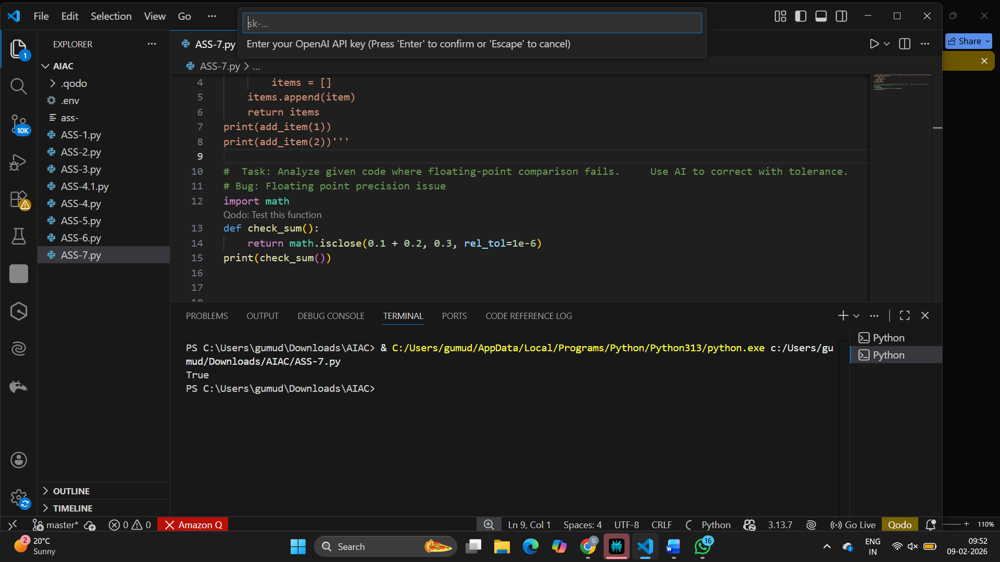 File Edit Selection View Go ···
sk-...
Enter your OpenAI API key (Press 'Enter' to confirm or 'Escape' to cancel)
Share
EXPLORER
ASS-7.py
ASS-7.py > ...
1
10K
AIAC
.qodo
.env
ass-
ASS-1.py
ASS-2.py
ASS-3.py
ASS-4.1.py
ASS-4.py
ASS-5.py
ASS-6.py
ASS-7.py
OUTLINE
TIMELINE
4 items = []
5 items.append(item)
6 return items
7 print(add_item(1))
8 print(add_item(2))'''
9
10 #  Task: Analyze given code where floating-point comparison fails.     Use AI to correct with tolerance.
11 # Bug: Floating point precision issue
12 import math
Qodo: Test this function
13 def check_sum():
14 return math.isclose(0.1 + 0.2, 0.3, rel_tol=1e-6)
15 print(check_sum())
16
17
18
PROBLEMS OUTPUT DEBUG CONSOLE TERMINAL PORTS CODE REFERENCE LOG
PS C:\Users\gumud\Downloads\AIAC> & C:/Users/gumud/AppData/Local/Programs/Python/Python313/python.exe c:/Users/gu
mud/Downloads/AIAC/ASS-7.py
True
PS C:\Users\gumud\Downloads\AIAC>
Python
Python
master* 0 0 Amazon Q Ln 9, Col 1 Spaces: 4 UTF-8 CRLF Python 3.13.7 Go Live Qodo 110%
2
20°C
Sunny
Search
G
16
ENG
IN
09:52
09-02-2026